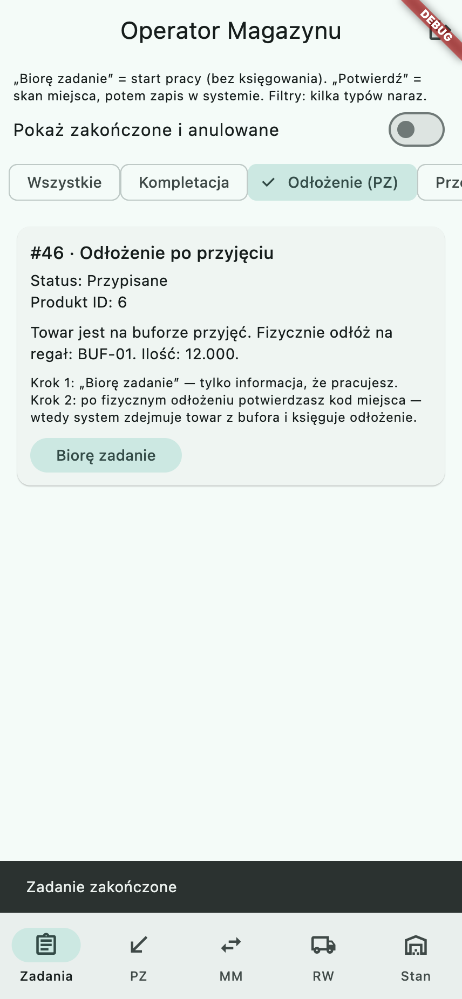 Operator Magazynu
DEBUG
„Biorę zadanie” = start pracy (bez księgowania). „Potwierdź” =
skan miejsca, potem zapis w systemie. Filtry: kilka typów naraz.
Pokaż zakończone i anulowane
Wszystkie
Kompletacja
Odłożenie (PZ)
#46 · Odłożenie po przyjęciu
Status: Przypisane
Produkt ID: 6
Towar jest na buforze przyjęć. Fizycznie odłóż na
regał: BUF-01. Ilość: 12.000.
Krok 1: „Biorę zadanie” — tylko informacja, że pracujesz.
Krok 2: po fizycznym odłożeniu potwierdzasz kod miejsca —
wtedy system zdejmuje towar z bufora i księguje odłożenie.
Biorę zadanie
Zadanie zakończone
Zadania
PZ
MM
RW
Stan